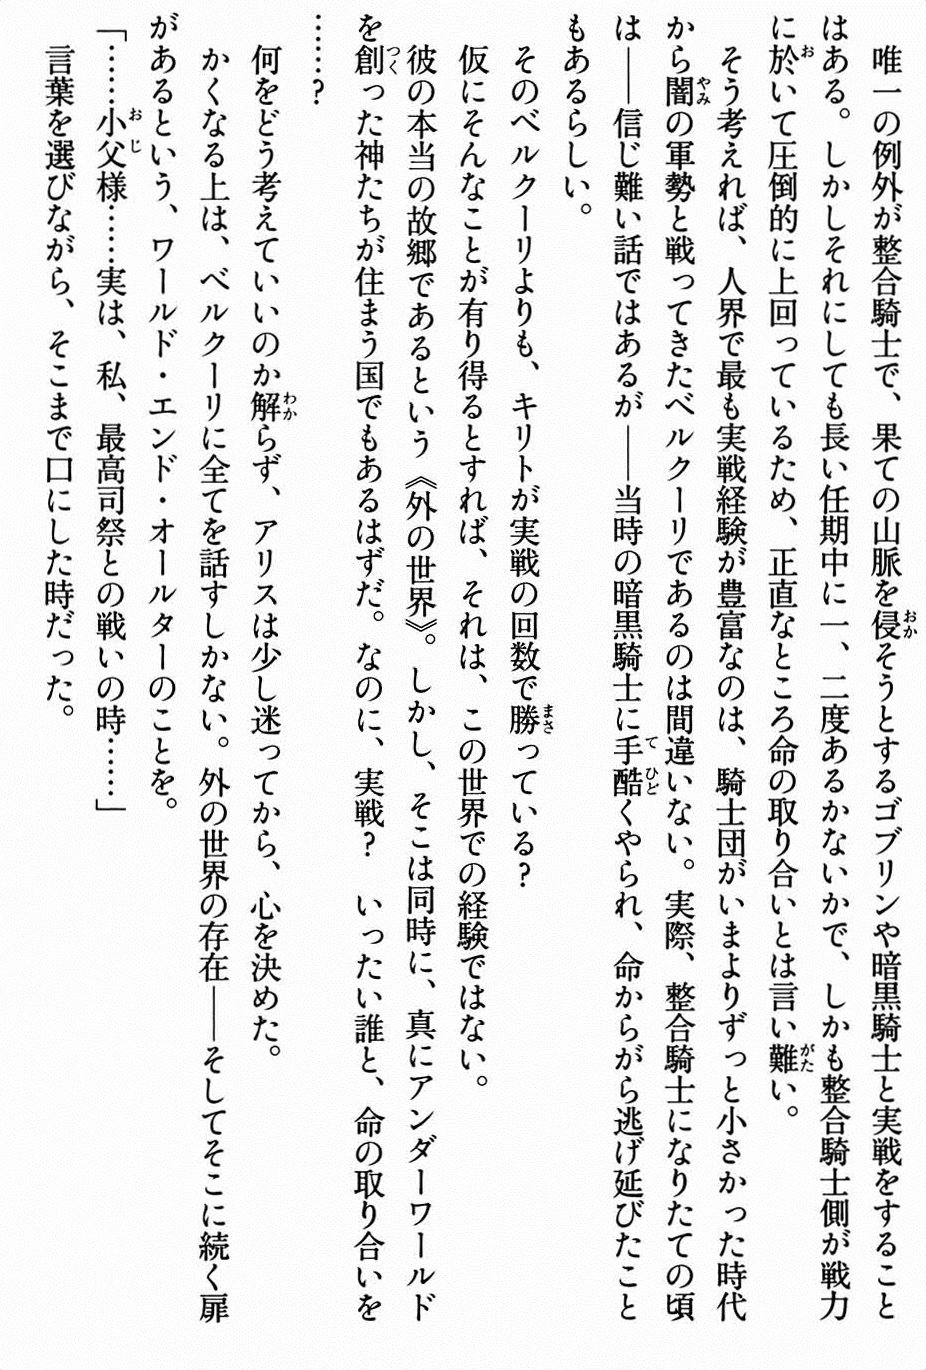 唯一の例外が整合騎士で、果ての山脈を侵そうとするゴブリンや暗黒騎士と実戦をすること
はある。しかしそれにしても長い任期中に一、二度あるかないかで、しかも整合騎士側が戦力
に於いて圧倒的に上回っているため、正直なところ命の取り合いとは言い難い。
そう考えれば、人界で最も実戦経験が豊富なのは、騎士団がいまよりずっと小さかった時代
から闇の軍勢と戦ってきたベルクーリであるのは間違いない。実際、整合騎士になりたての頃
は――信じ難い話ではあるが――当時の暗黒騎士に手酷くやられ、命からがら逃げ延びたこと
もあるらしい。
そのベルクーリよりも、キリトが実戦の回数で勝っている？
仮にそんなことが有り得るとすれば、それは、この世界での経験ではない。
彼の本当の故郷であるという《外の世界》。しかし、そこは同時に、真にアンダーワールド
を創った神たちが住まう国でもあるはずだ。なのに、実戦？　いったい誰と、命の取り合いを
……？
何をどう考えていいのか解らず、アリスは少し迷ってから、心を決めた。
かくなる上は、ベルクーリに全てを話すしかない。外の世界の存在――そしてそこに続く扉
があるという、ワールド・エンド・オールターのことを。
「……小父様……実は、私、最高司祭との戦いの時……」
言葉を選びながら、そこまで口にした時だった。